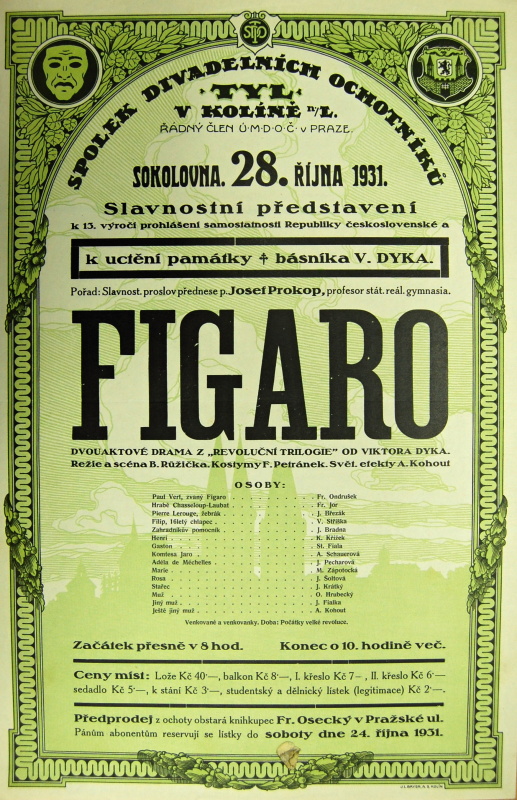 SPOLEK DIVADELNÍCH OCHOTNÍKŮ
TYL
V KOLÍNĚ n/L.
ŘÁDNÝ ČLEN Ú·M·D·O·Č· v PRAZE.
SOKOLOVNA. 28. ŘÍJNA 1931.
Slavnostní představení
k 13. výročí prohlášení samostatnosti Republiky československé a
k uctění památky † básníka V. DYKA.
Pořad: Slavnost. proslov přednese p. Josef Prokop, profesor stát. reál. gymnasia.
FIGARO
DVOUAKTOVÉ DRAMA Z „REVOLUČNÍ TRILOGIE" OD VIKTORA DYKA.
Režie a scéna B. Růžička. Kostymy F. Petránek. Svět. efekty A. Kohout
OSOBY:
Paul Vert, zvaný Figaro . . . Fr. Ondrušek
Hrabě Chasseloup-Laubat . . . Fr. Jor
Pierre Lerouge, žebrák . . . J. Březák
Filip, 15letý chlapec . . . V. Stříška
Zahradníkův pomocník . . . J. Bradna
Henri . . . K. Křížek
Gaston . . . St. Fiala
Komtesa Jaro . . . A. Schauerová
Adéla de Méchelles . . . J. Pecharová
Marie . . . M. Zápotocká
Rosa . . . J. Šoltová
Stařec . . . J. Krátký
Muž . . . O. Hrabecký
Jiný muž . . . J. Fialka
Ještě jiný muž . . . A. Kohout
Venkované a venkovanky. Doba: Počátky velké revoluce.
Začátek přesně v 8 hod. Konec o 10. hodině več.
Ceny míst: Lože Kč 40·—, balkon Kč 8·—, I. křeslo Kč 7·—, II. křeslo Kč 6·—
sedadlo Kč 5·—, k stání Kč 3·—, studentský a dělnický lístek (legitimace) Kč 2·—.
Předprodej z ochoty obstará knihkupec Fr. Osecký v Pražské ul.
Pánům abonentům reservují se lístky do soboty dne 24. října 1931.